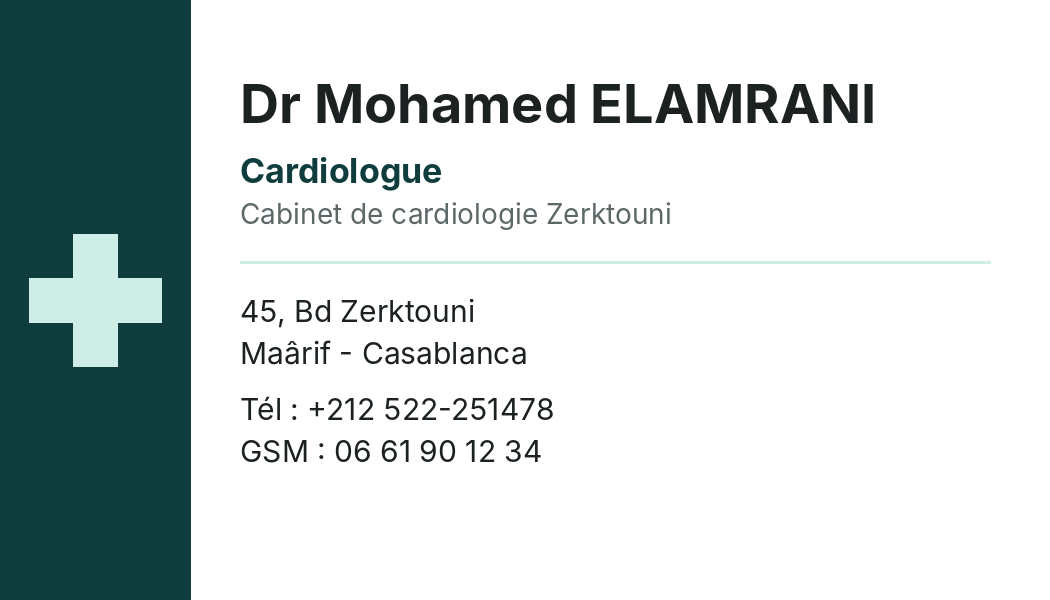 Dr Mohamed ELAMRANI
Cardiologue
Cabinet de cardiologie Zerktouni
45, Bd Zerktouni
Maârif - Casablanca
Tél : +212 522-251478
GSM : 06 61 90 12 34